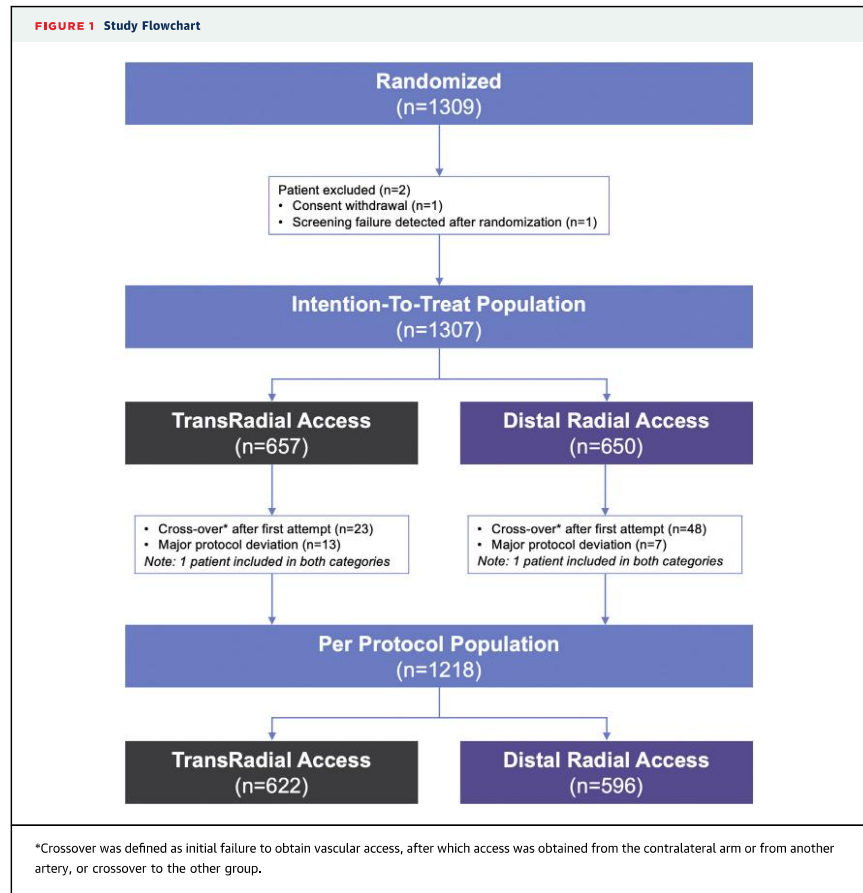 FIGURE 1 Study Flowchart
Randomized
(n=1309)
Patient excluded (n=2)
• Consent withdrawal (n=1)
• Screening failure detected after randomization (n=1)
Intention-To-Treat Population
(n=1307)
TransRadial Access
(n=657)
Distal Radial Access
(n=650)
• Cross-over* after first attempt (n=23)
• Major protocol deviation (n=13)
Note: 1 patient included in both categories
• Cross-over* after first attempt (n=48)
• Major protocol deviation (n=7)
Note: 1 patient included in both categories
Per Protocol Population
(n=1218)
TransRadial Access
(n=622)
Distal Radial Access
(n=596)
*Crossover was defined as initial failure to obtain vascular access, after which access was obtained from the contralateral arm or from another
artery, or crossover to the other group.